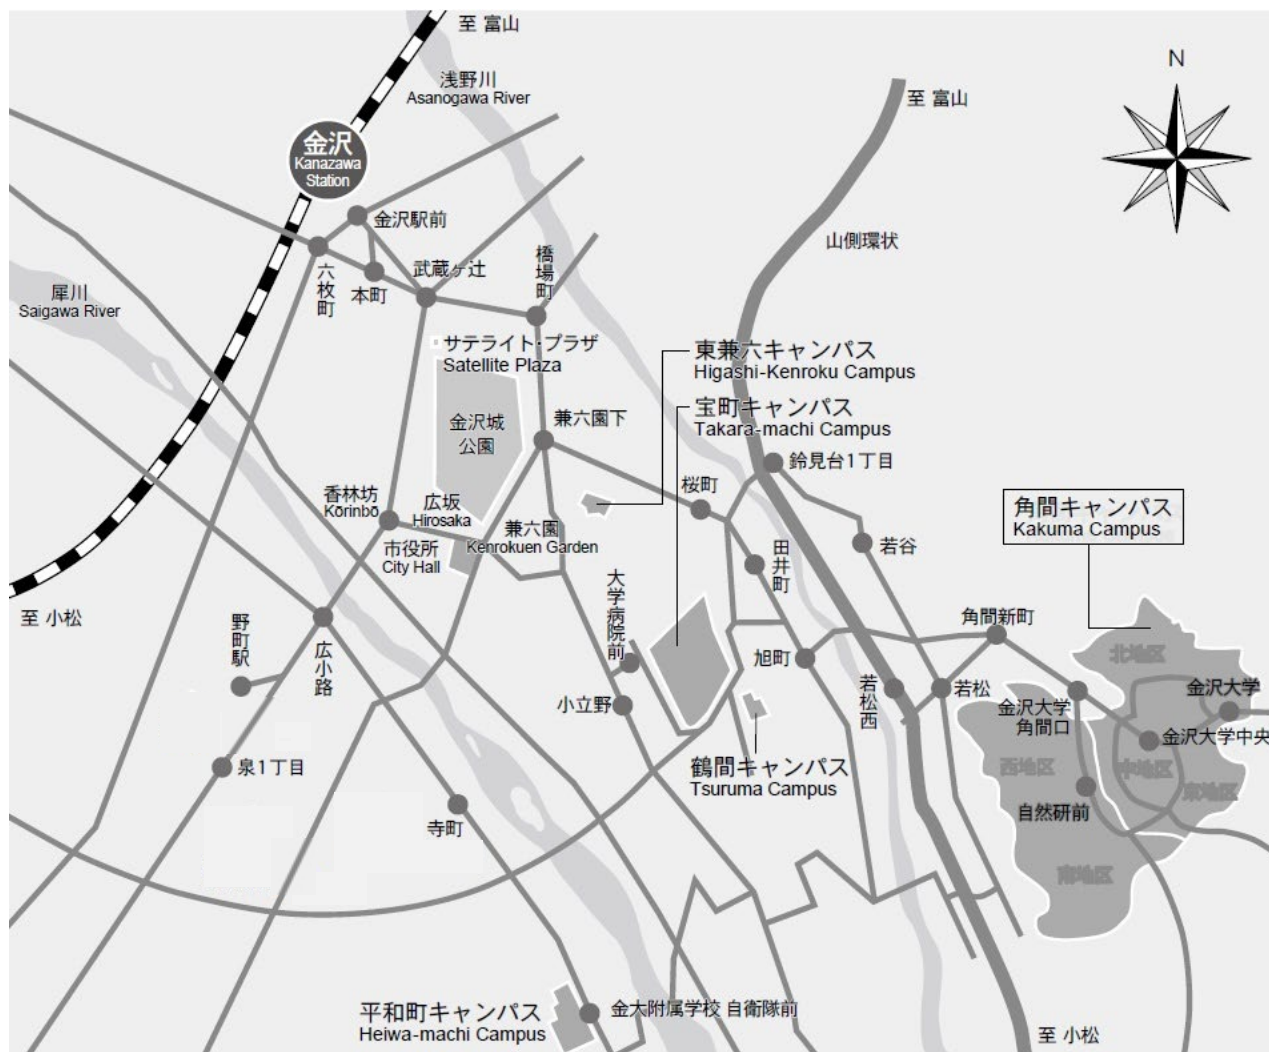 至 富山
浅野川
Asanogawa River
N
至 富山
金沢
Kanazawa
Station
金沢駅前
山側環状
武蔵ヶ辻
橋場町
六枚町
本町
犀川
Saigawa River
サテライト・プラザ
Satellite Plaza
東兼六キャンパス
Higashi-Kenroku Campus
宝町キャンパス
Takara-machi Campus
金沢城
公園
兼六園下
鈴見台1丁目
桜町
香林坊
Kōrinbō
広坂
Hirosaka
兼六園
Kenrokuen Garden
角間キャンパス
Kakuma Campus
市役所
City Hall
田井町
若谷
大学病院前
至 小松
野町駅
広小路
角間新町
旭町
北地区
若松西
若松
金沢大学
小立野
金沢大学
角間口
金沢大学中央
泉1丁目
鶴間キャンパス
Tsuruma Campus
西地区
中地区
東地区
自然研前
寺町
南地区
平和町キャンパス
Heiwa-machi Campus
金大附属学校 自衛隊前
至 小松